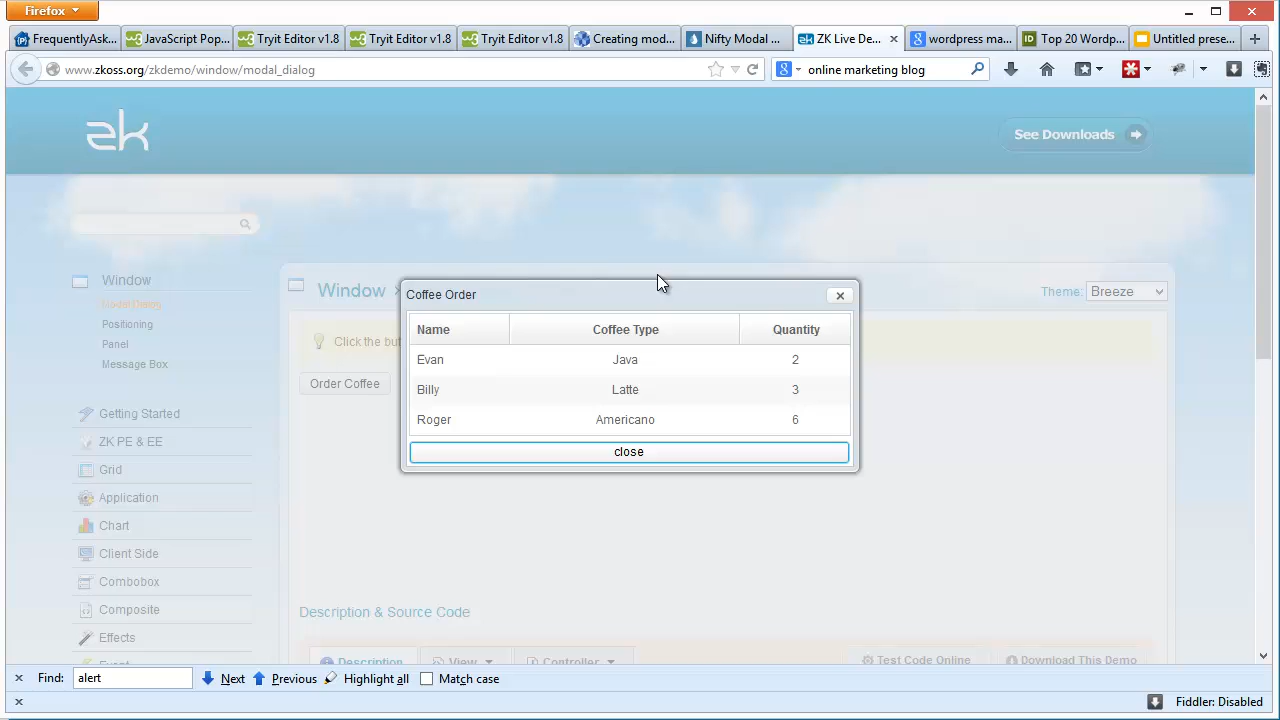 Firefox
FrequentlyAsk...
JavaScript Pop...
Tryit Editor v1.8
Tryit Editor v1.8
Tryit Editor v1.8
Creating mod...
Nifty Modal ...
ZK Live De...
wordpress ma...
Top 20 Wordp...
Untitled prese...
www.zkoss.org/zkdemo/window/modal_dialog
online marketing blog
zk
See Downloads
Window
Modal Dialog
Positioning
Panel
Message Box
Getting Started
ZK PE & EE
Grid
Application
Chart
Client Side
Combobox
Composite
Effects
Window
Theme: Breeze
Click the but
Order Coffee
Coffee Order
Name Coffee Type Quantity
Evan Java 2
Billy Latte 3
Roger Americano 6
close
Description & Source Code
Description
View
Controller
Test Code Online
Download This Demo
Find: alert Next Previous Highlight all Match case
Fiddler: Disabled